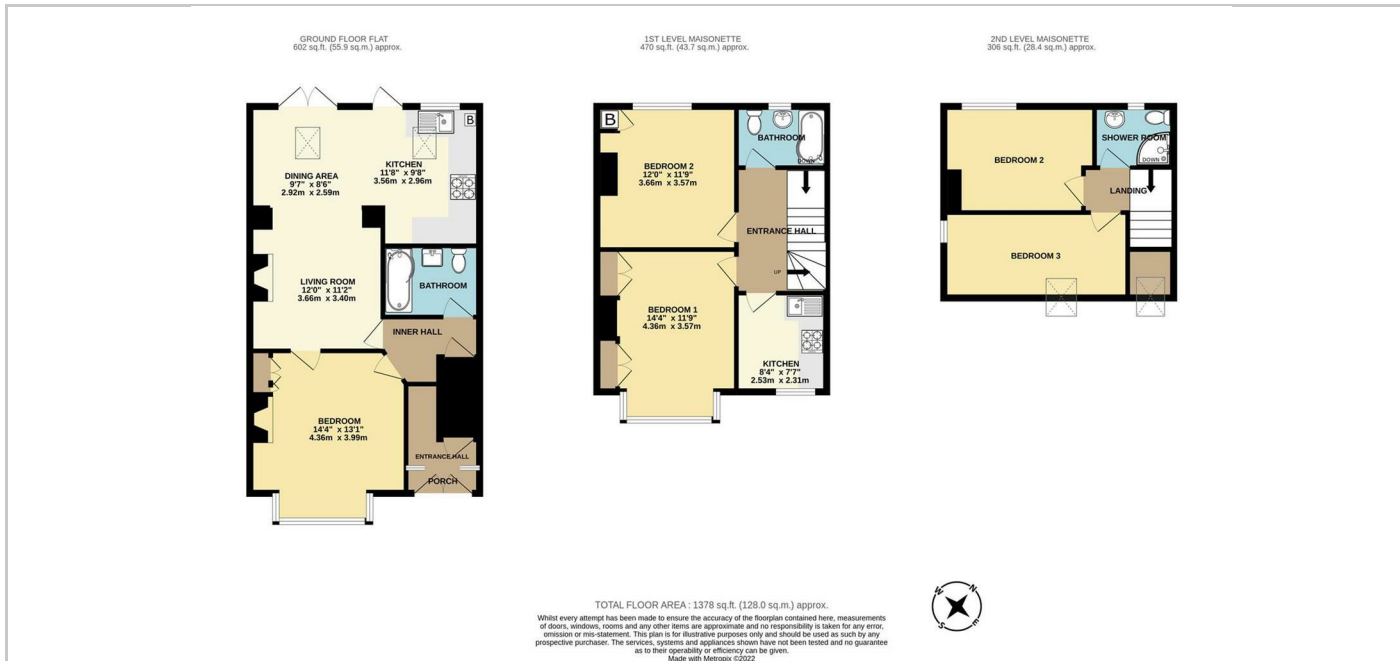 GROUND FLOOR FLAT
602 sq.ft. (55.9 sq.m.) approx.
DINING AREA
9'7" x 8'6"
2.92m x 2.59m
KITCHEN
11'8" x 9'8"
3.56m x 2.96m
B
LIVING ROOM
12'0" x 11'2"
3.66m x 3.40m
BATHROOM
INNER HALL
BEDROOM
14'4" x 13'1"
4.36m x 3.99m
ENTRANCE HALL
PORCH
1ST LEVEL MAISONETTE
470 sq.ft. (43.7 sq.m.) approx.
B
BEDROOM 2
12'0" x 11'9"
3.66m x 3.57m
BATHROOM
DOWN
ENTRANCE HALL
UP
BEDROOM 1
14'4" x 11'9"
4.36m x 3.57m
KITCHEN
8'4" x 7'7"
2.53m x 2.31m
2ND LEVEL MAISONETTE
306 sq.ft. (28.4 sq.m.) approx.
BEDROOM 2
SHOWER ROOM
DOWN
LANDING
BEDROOM 3
TOTAL FLOOR AREA : 1378 sq.ft. (128.0 sq.m.) approx.
Whilst every attempt has been made to ensure the accuracy of the floorplan contained here, measurements
of doors, windows, rooms and any other items are approximate and no responsibility is taken for any error,
omission or mis-statement. This plan is for illustrative purposes only and should be used as such by any
prospective purchaser. The services, systems and appliances shown have not been tested and no guarantee
as to their operability or efficiency can be given.
Made with Metropix ©2022
W N
S E